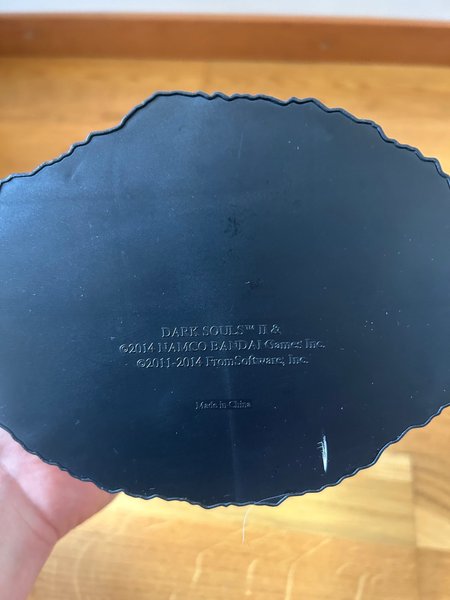 DARK SOULS™ II &
©2014 NAMCO BANDAI Games Inc.
©2011-2014 FromSoftware, Inc.
Made in China